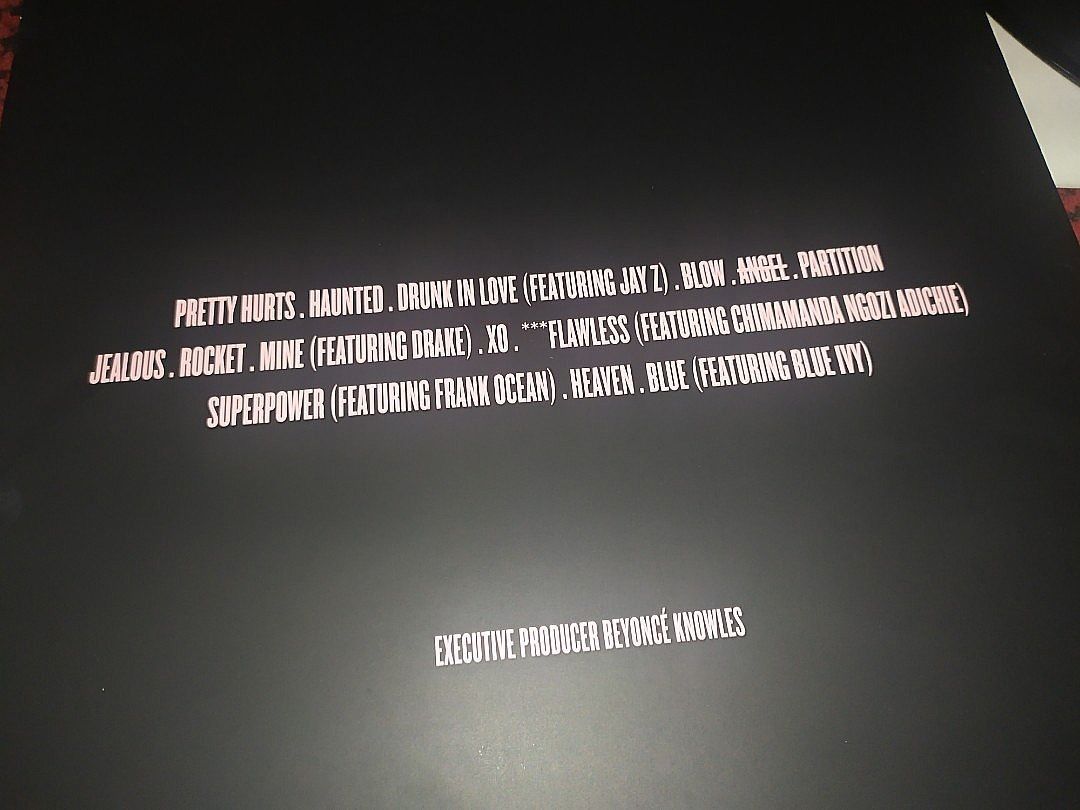 PRETTY HURTS . HAUNTED . DRUNK IN LOVE (FEATURING JAY Z) . BLOW . ANGEL . PARTITION
JEALOUS . ROCKET . MINE (FEATURING DRAKE) . XO . ***FLAWLESS (FEATURING CHIMAMANDA NGOZI ADICHIE)
SUPERPOWER (FEATURING FRANK OCEAN) . HEAVEN . BLUE (FEATURING BLUE IVY)
EXECUTIVE PRODUCER BEYONCÉ KNOWLES